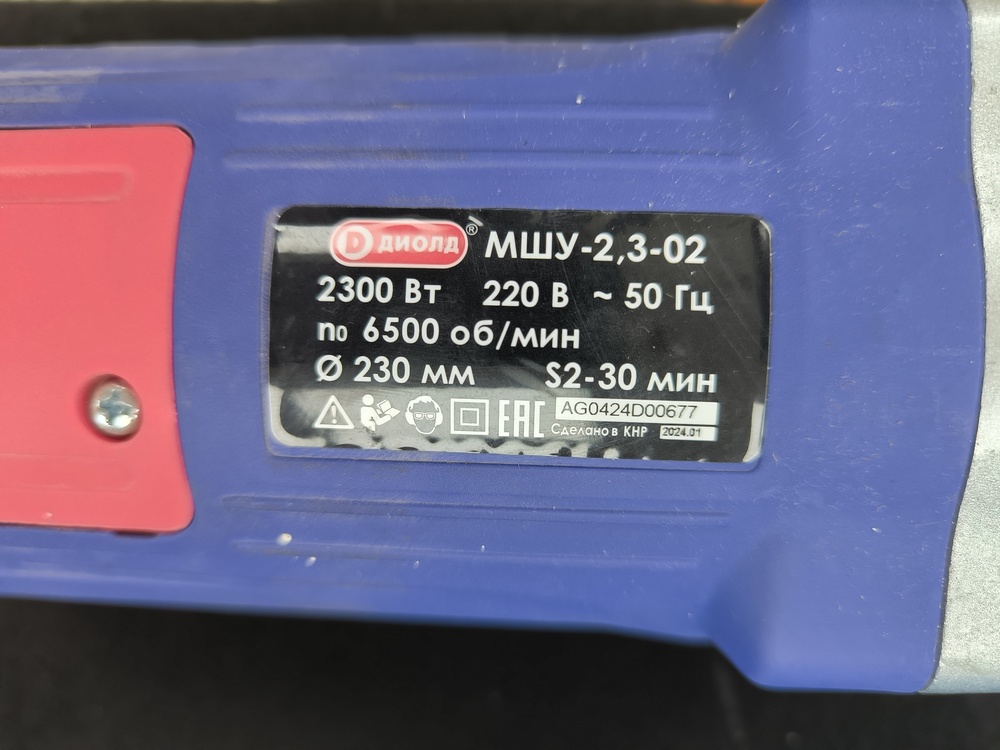 D ДИОЛД ® МШУ-2,3-02
2300 Вт 220 В ~ 50 Гц
n0 6500 об/мин
Ø 230 мм S2-30 мин
EAC AG0424D00677
Сделано в КНР 2024.01